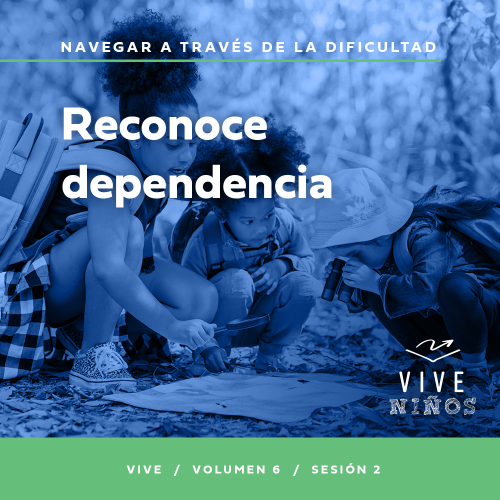 NAVEGAR A TRAVÉS DE LA DIFICULTAD
Reconoce
dependencia
VIVE
NIÑOS
VIVE / VOLUMEN 6 / SESIÓN 2